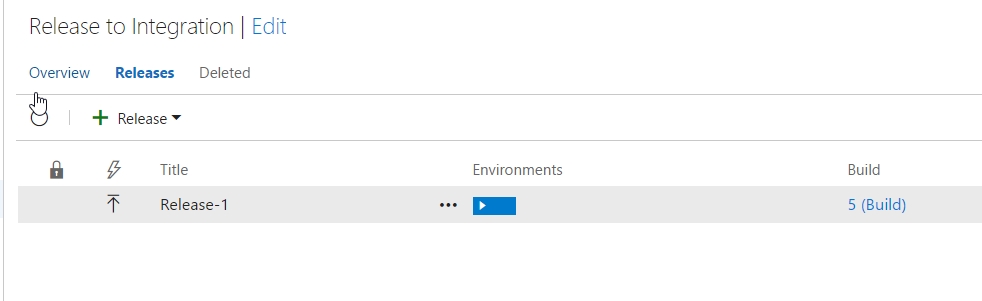 Release to Integration | Edit
Overview Releases Deleted
+ Release
Title Environments Build
Release-1 ••• 5 (Build)